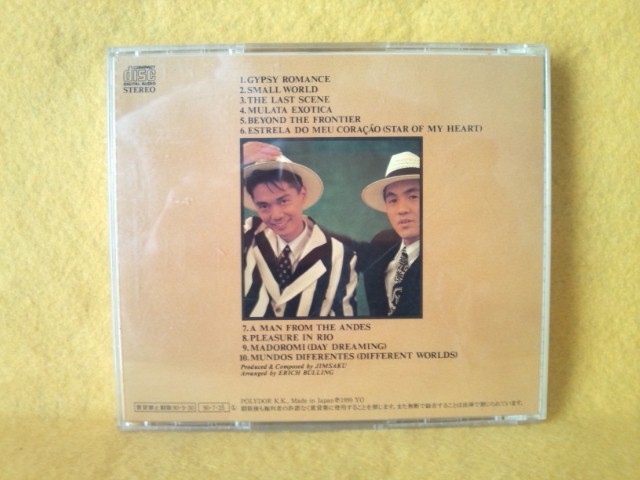 disc
DIGITAL AUDIO
STEREO
1.GYPSY ROMANCE
2.SMALL WORLD
3.THE LAST SCENE
4.MULATA EXOTICA
5.BEYOND THE FRONTIER
6.ESTRELA DO MEU CORAÇÃO (STAR OF MY HEART)
7.A MAN FROM THE ANDES
8.PLEASURE IN RIO
9.MADOROMI (DAY DREAMING)
10.MUNDOS DIFERENTES (DIFFERENT WORLDS)
Produced & Composed by JIMSAKU
Arranged by ERICH BULLING
POLYDOR K.K., Made in Japan Ⓟ1990 YO